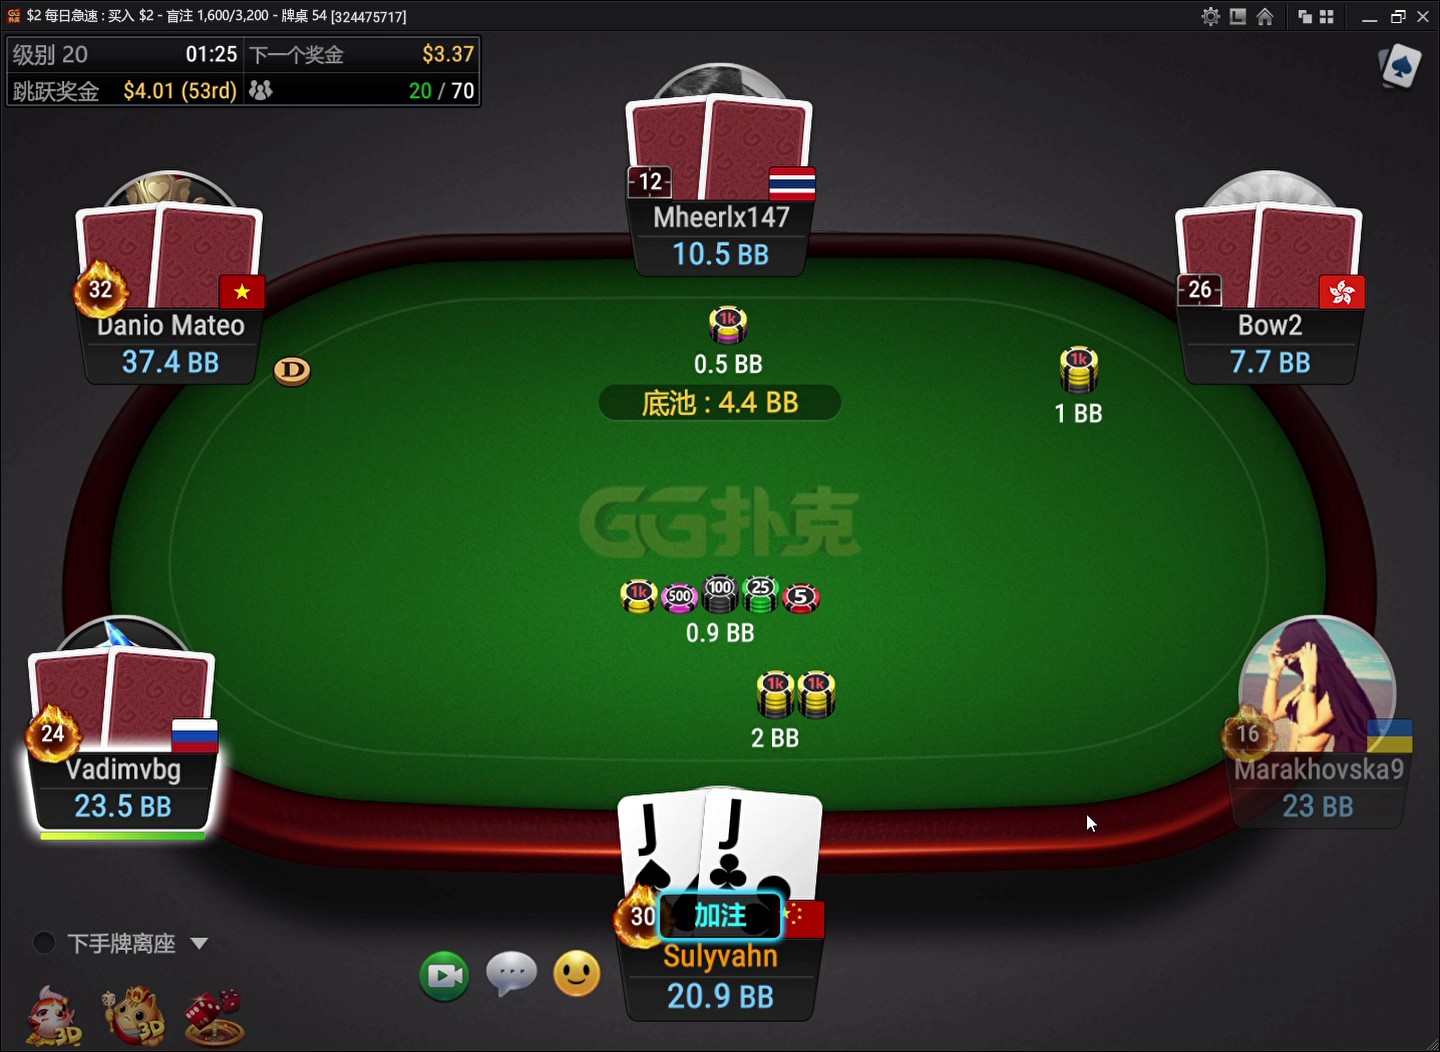 $2 每日急速 : 买入 $2 - 盲注 1,600/3,200 - 牌桌 54 [324475717]
级别 20 01:25 下一个奖金 $3.37
跳跃奖金 $4.01 (53rd) 20 / 70
12
Mheerlx147
10.5 BB
32
Danio Mateo
37.4 BB
26
Bow2
7.7 BB
D
1k
0.5 BB
1k
1 BB
底池 : 4.4 BB
GG扑克
1k 500 100 25 5
0.9 BB
1k 1k
2 BB
24
Vadimvbg
23.5 BB
16
Marakhovska9
23 BB
J J
30 加注
Sulyvahn
20.9 BB
下手牌离座
3D 3D